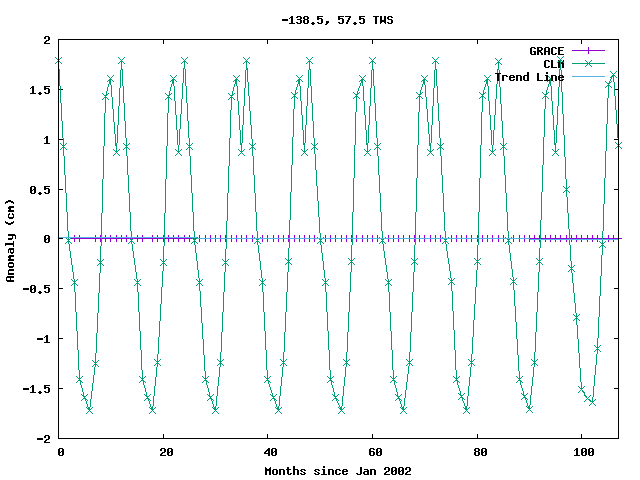 -138.5, 57.5 TWS
GRACE
CLM
Trend Line
2
1.5
1
0.5
0
-0.5
-1
-1.5
-2
Anomaly (cm)
0 20 40 60 80 100
Months since Jan 2002